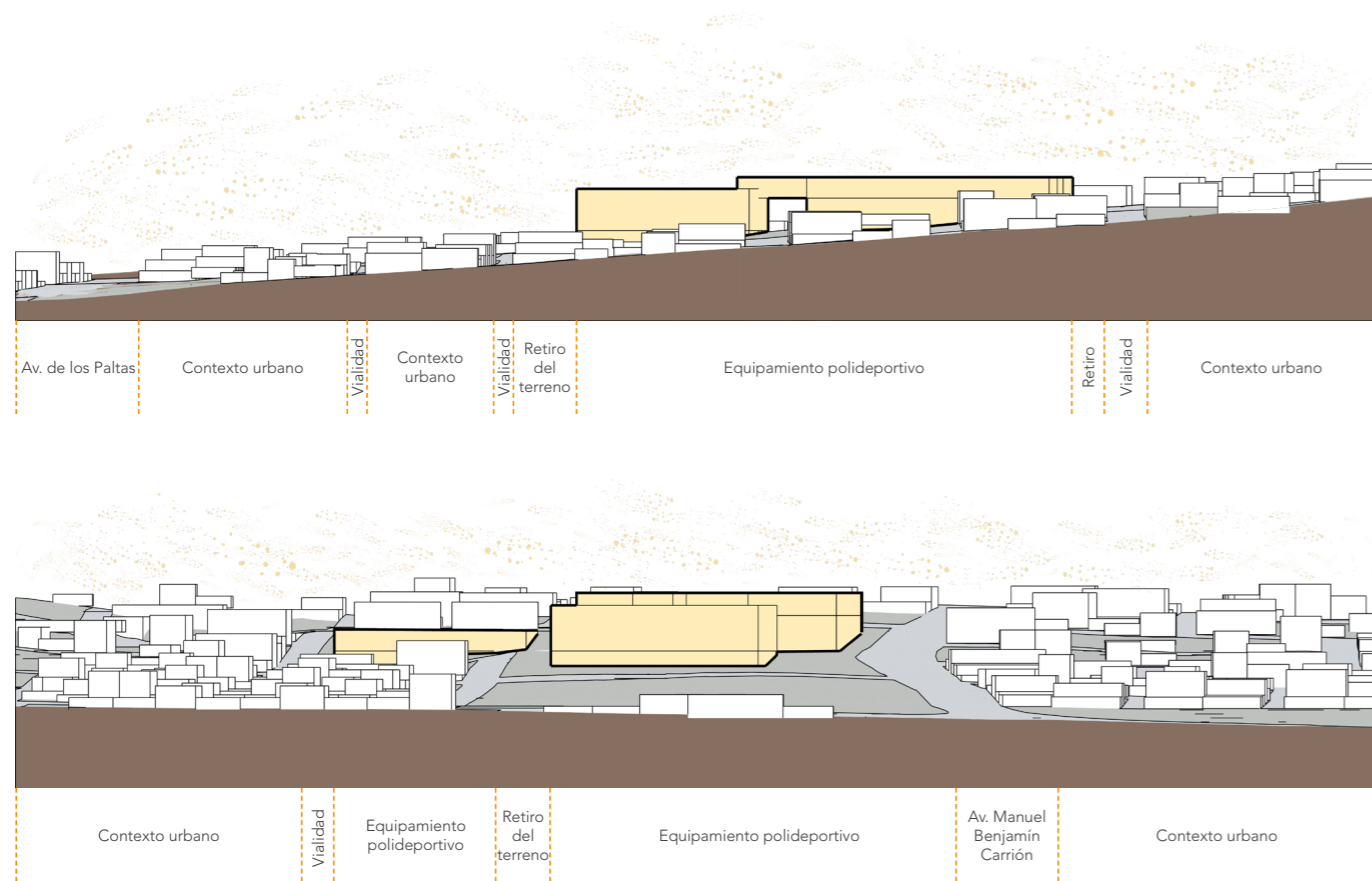 Av. de los Paltas
Contexto urbano
Vialidad
Contexto
urbano
Vialidad
Retiro
del
terreno
Equipamiento polideportivo
Retiro
Vialidad
Contexto urbano
Contexto urbano
Vialidad
Equipamiento
polideportivo
Retiro
del
terreno
Equipamiento polideportivo
Av. Manuel
Benjamín
Carrión
Contexto urbano